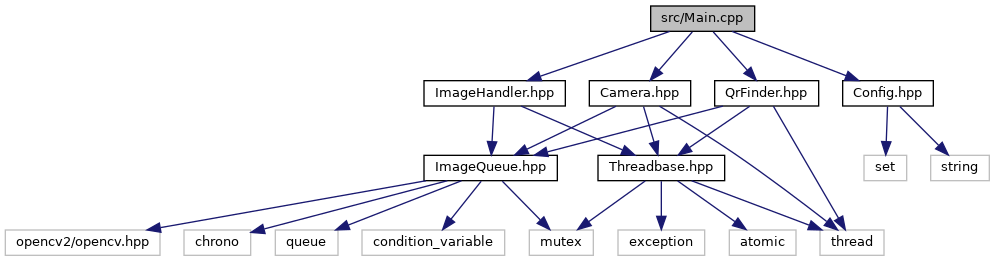 src/Main.cpp
ImageHandler.hpp
Camera.hpp
QrFinder.hpp
Config.hpp
ImageQueue.hpp
Threadbase.hpp
set
string
opencv2/opencv.hpp
chrono
queue
condition_variable
mutex
exception
atomic
thread